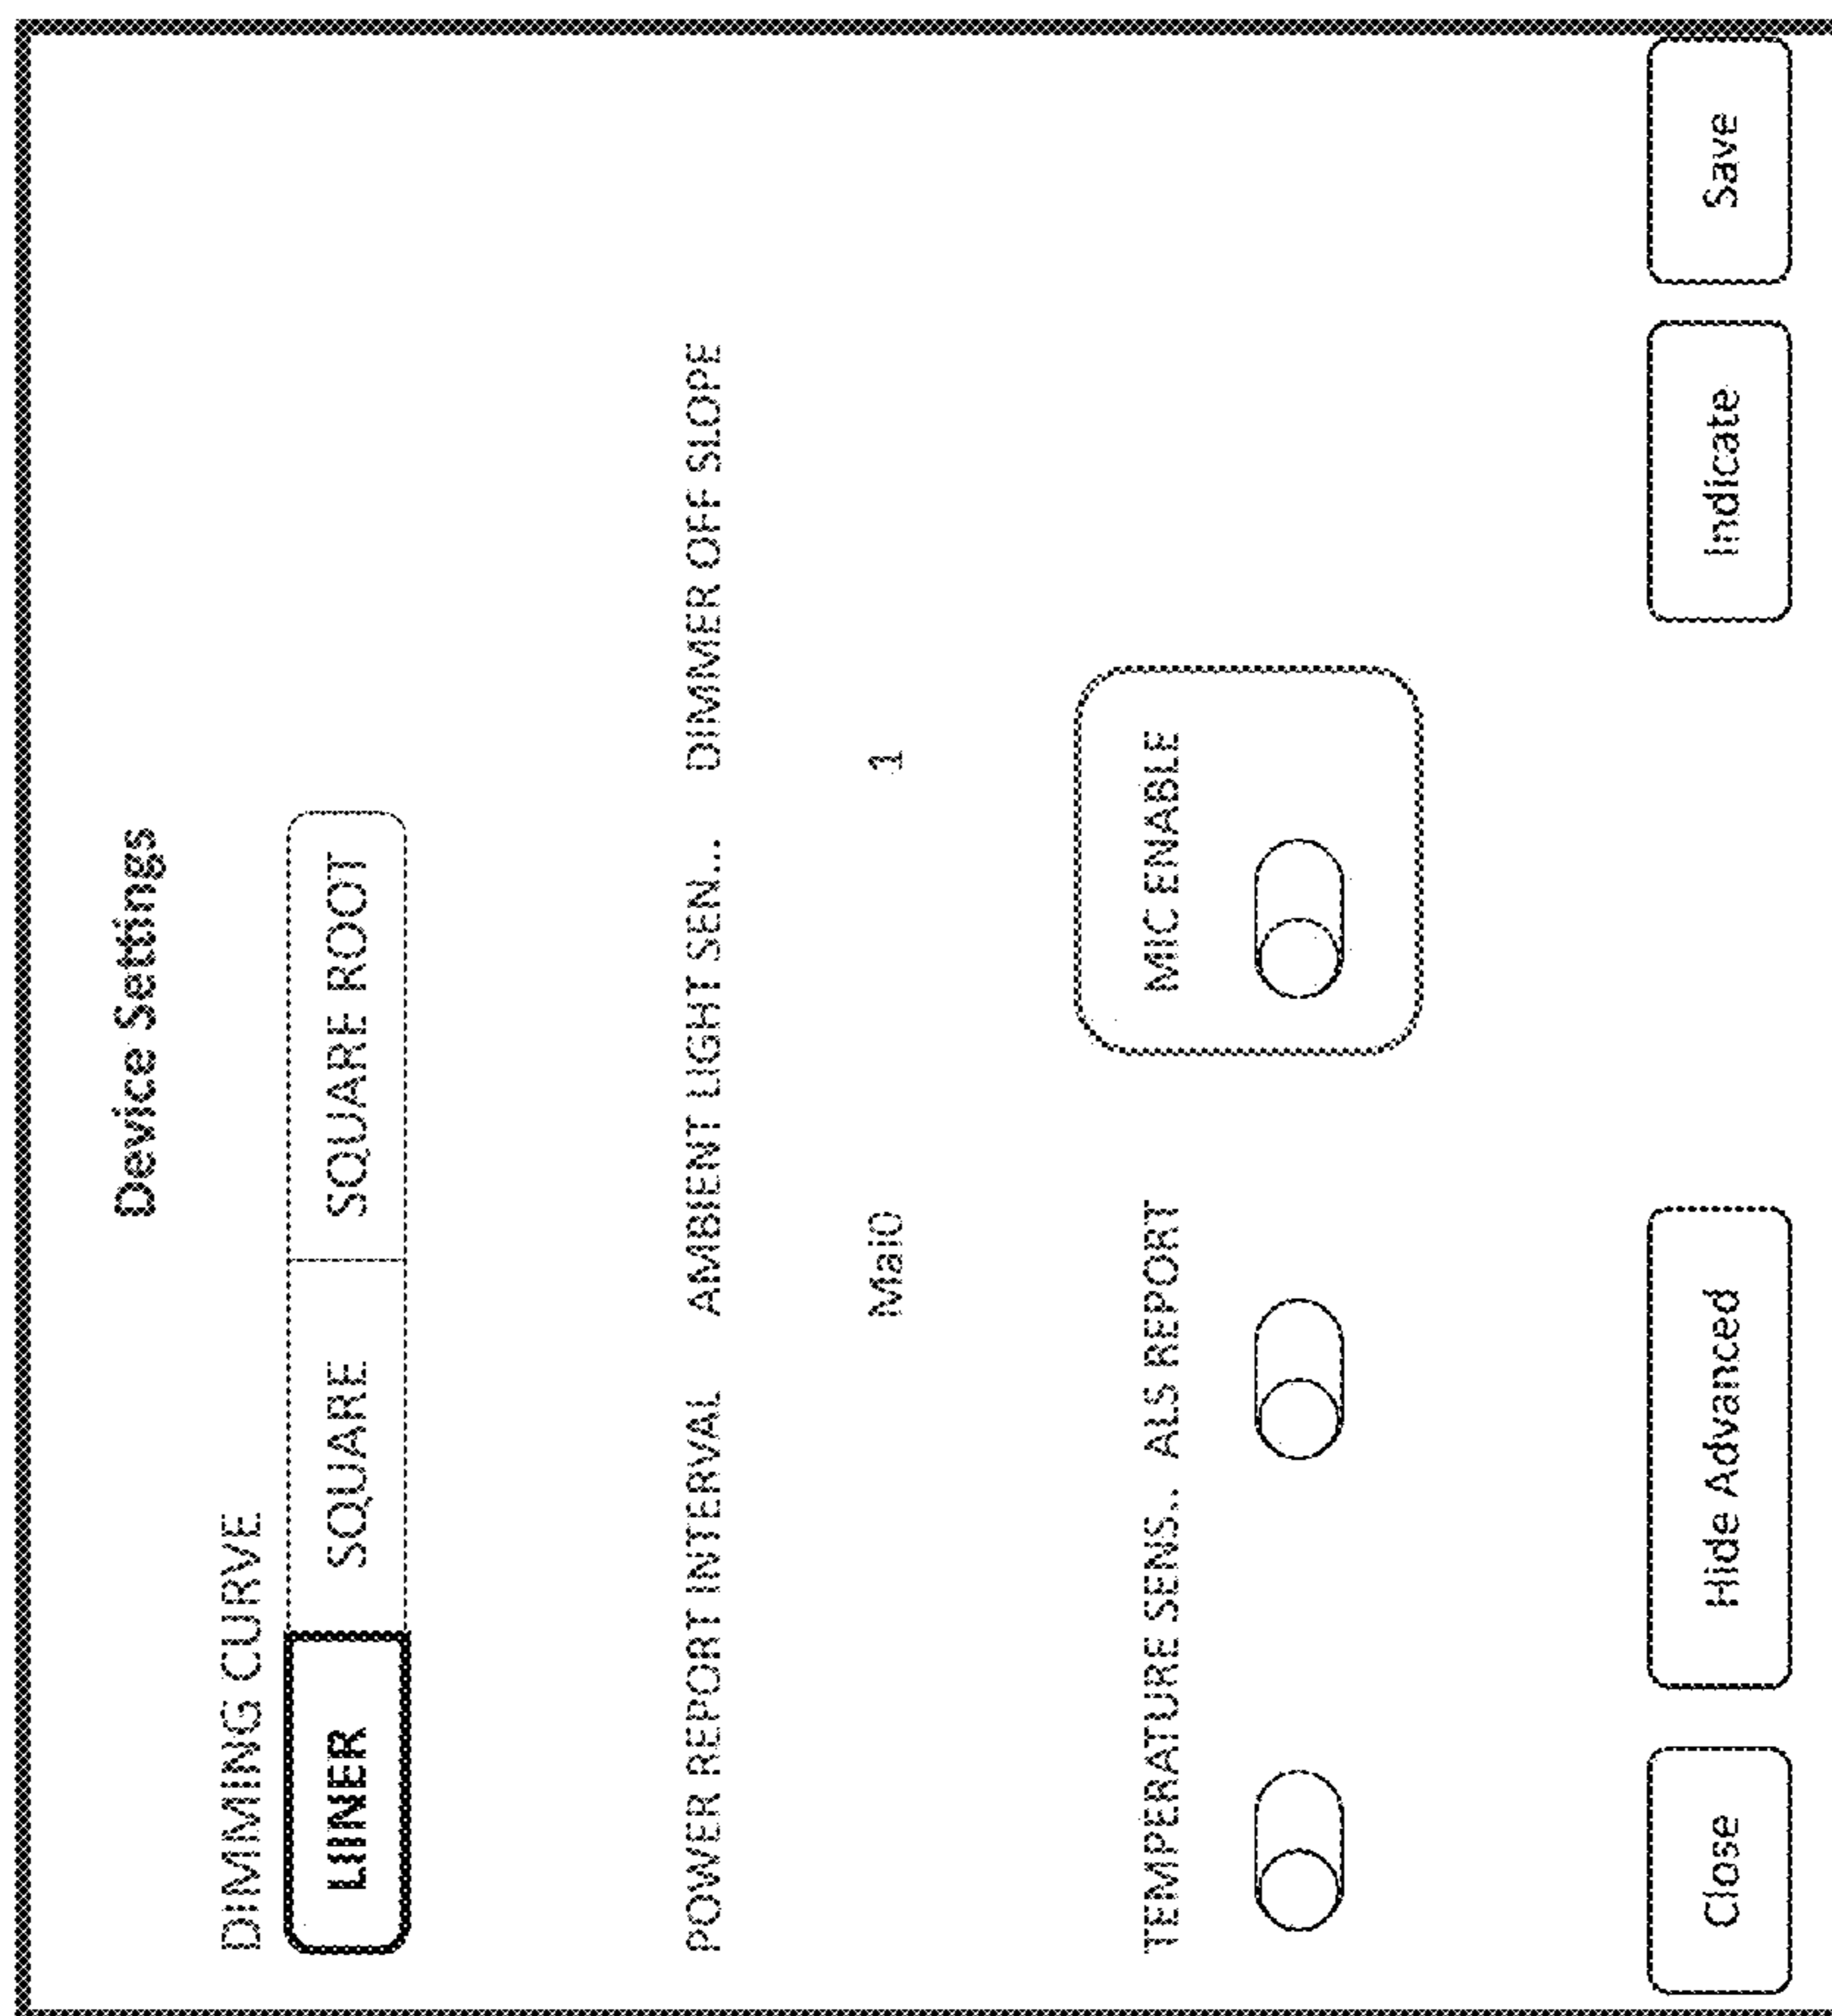 Device Settings
DIMMING CURVE
LIINER SQUARE SQUARE ROOT
POWER REPORT INTERVAL AMBIENT LIGHT SEN... DIMMER OFF SLOPE
Mai0 1
TEMPERATURE SENS.. ALS REPORT MIC ENABLE
Close Hide Advanced Indicate Save